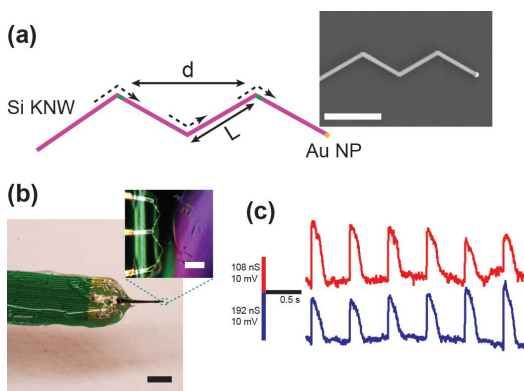 (a)
d
Si KNW
L
Au NP
(b)
(c)
108 nS
10 mV
0.5 s
192 nS
10 mV